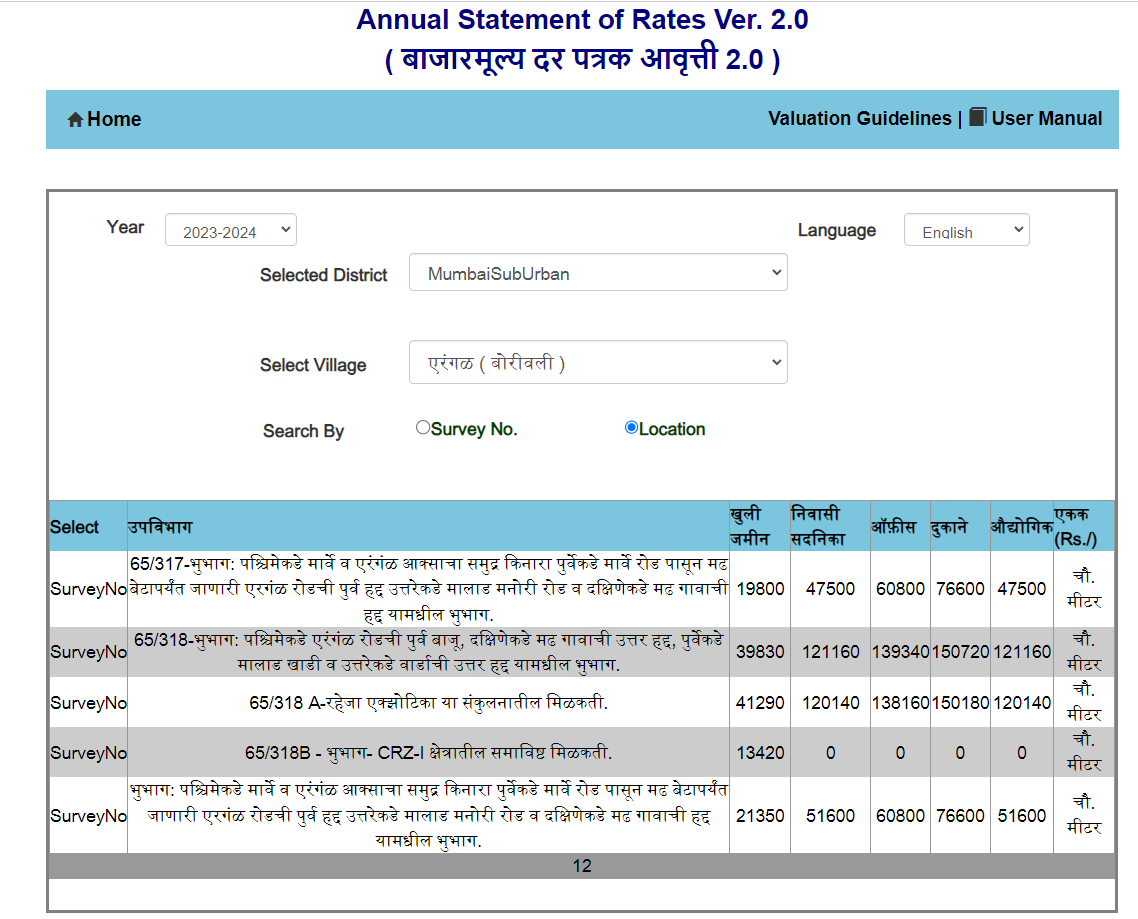 Annual Statement of Rates Ver. 2.0
( बाजारमूल्य दर पत्रक आवृत्ती 2.0 )
Home
Valuation Guidelines | User Manual
Year 2023-2024 Language English
Selected District MumbaiSubUrban
Select Village एरंगळ ( बोरीवली )
Search By Survey No. Location
Select उपविभाग खुली जमीन निवासी सदनिका ऑफ़ीस दुकाने औद्योगिक एकक (Rs./)
65/317-भुभाग: पश्चिमेकडे मार्वे व एरंगंळ आक्साचा समुद्र किनारा पुर्वेकडे मार्वे रोड पासून मढ
SurveyNo बेटापर्यंत जाणारी एरगंळ रोडची पुर्व हद्द उत्तरेकडे मालाड मनोरी रोड व दक्षिणेकडे मढ गावाची 19800 47500 60800 76600 47500 चौ. मीटर
हद्द यामधील भुभाग.
65/318-भुभाग: पश्चिमेकडे एरंगंळ रोडची पुर्व बाजू, दक्षिणेकडे मढ गावाची उत्तर हद्द, पुर्वेकडे
SurveyNo मालाड खाडी व उत्तरेकडे वार्डाची उत्तर हद्द यामधील भुभाग. 39830 121160 139340 150720 121160 चौ. मीटर
SurveyNo 65/318 A-रहेजा एक्झोटिका या संकुलनातील मिळकती. 41290 120140 138160 150180 120140 चौ. मीटर
SurveyNo 65/318B - भुभाग- CRZ-I क्षेत्रातील समाविष्ट मिळकती. 13420 0 0 0 0 चौ. मीटर
भुभाग: पश्चिमेकडे मार्वे व एरंगंळ आक्साचा समुद्र किनारा पुर्वेकडे मार्वे रोड पासून मढ बेटापर्यंत
SurveyNo जाणारी एरगंळ रोडची पुर्व हद्द उत्तरेकडे मालाड मनोरी रोड व दक्षिणेकडे मढ गावाची हद्द 21350 51600 60800 76600 51600 चौ. मीटर
यामधील भुभाग.
12